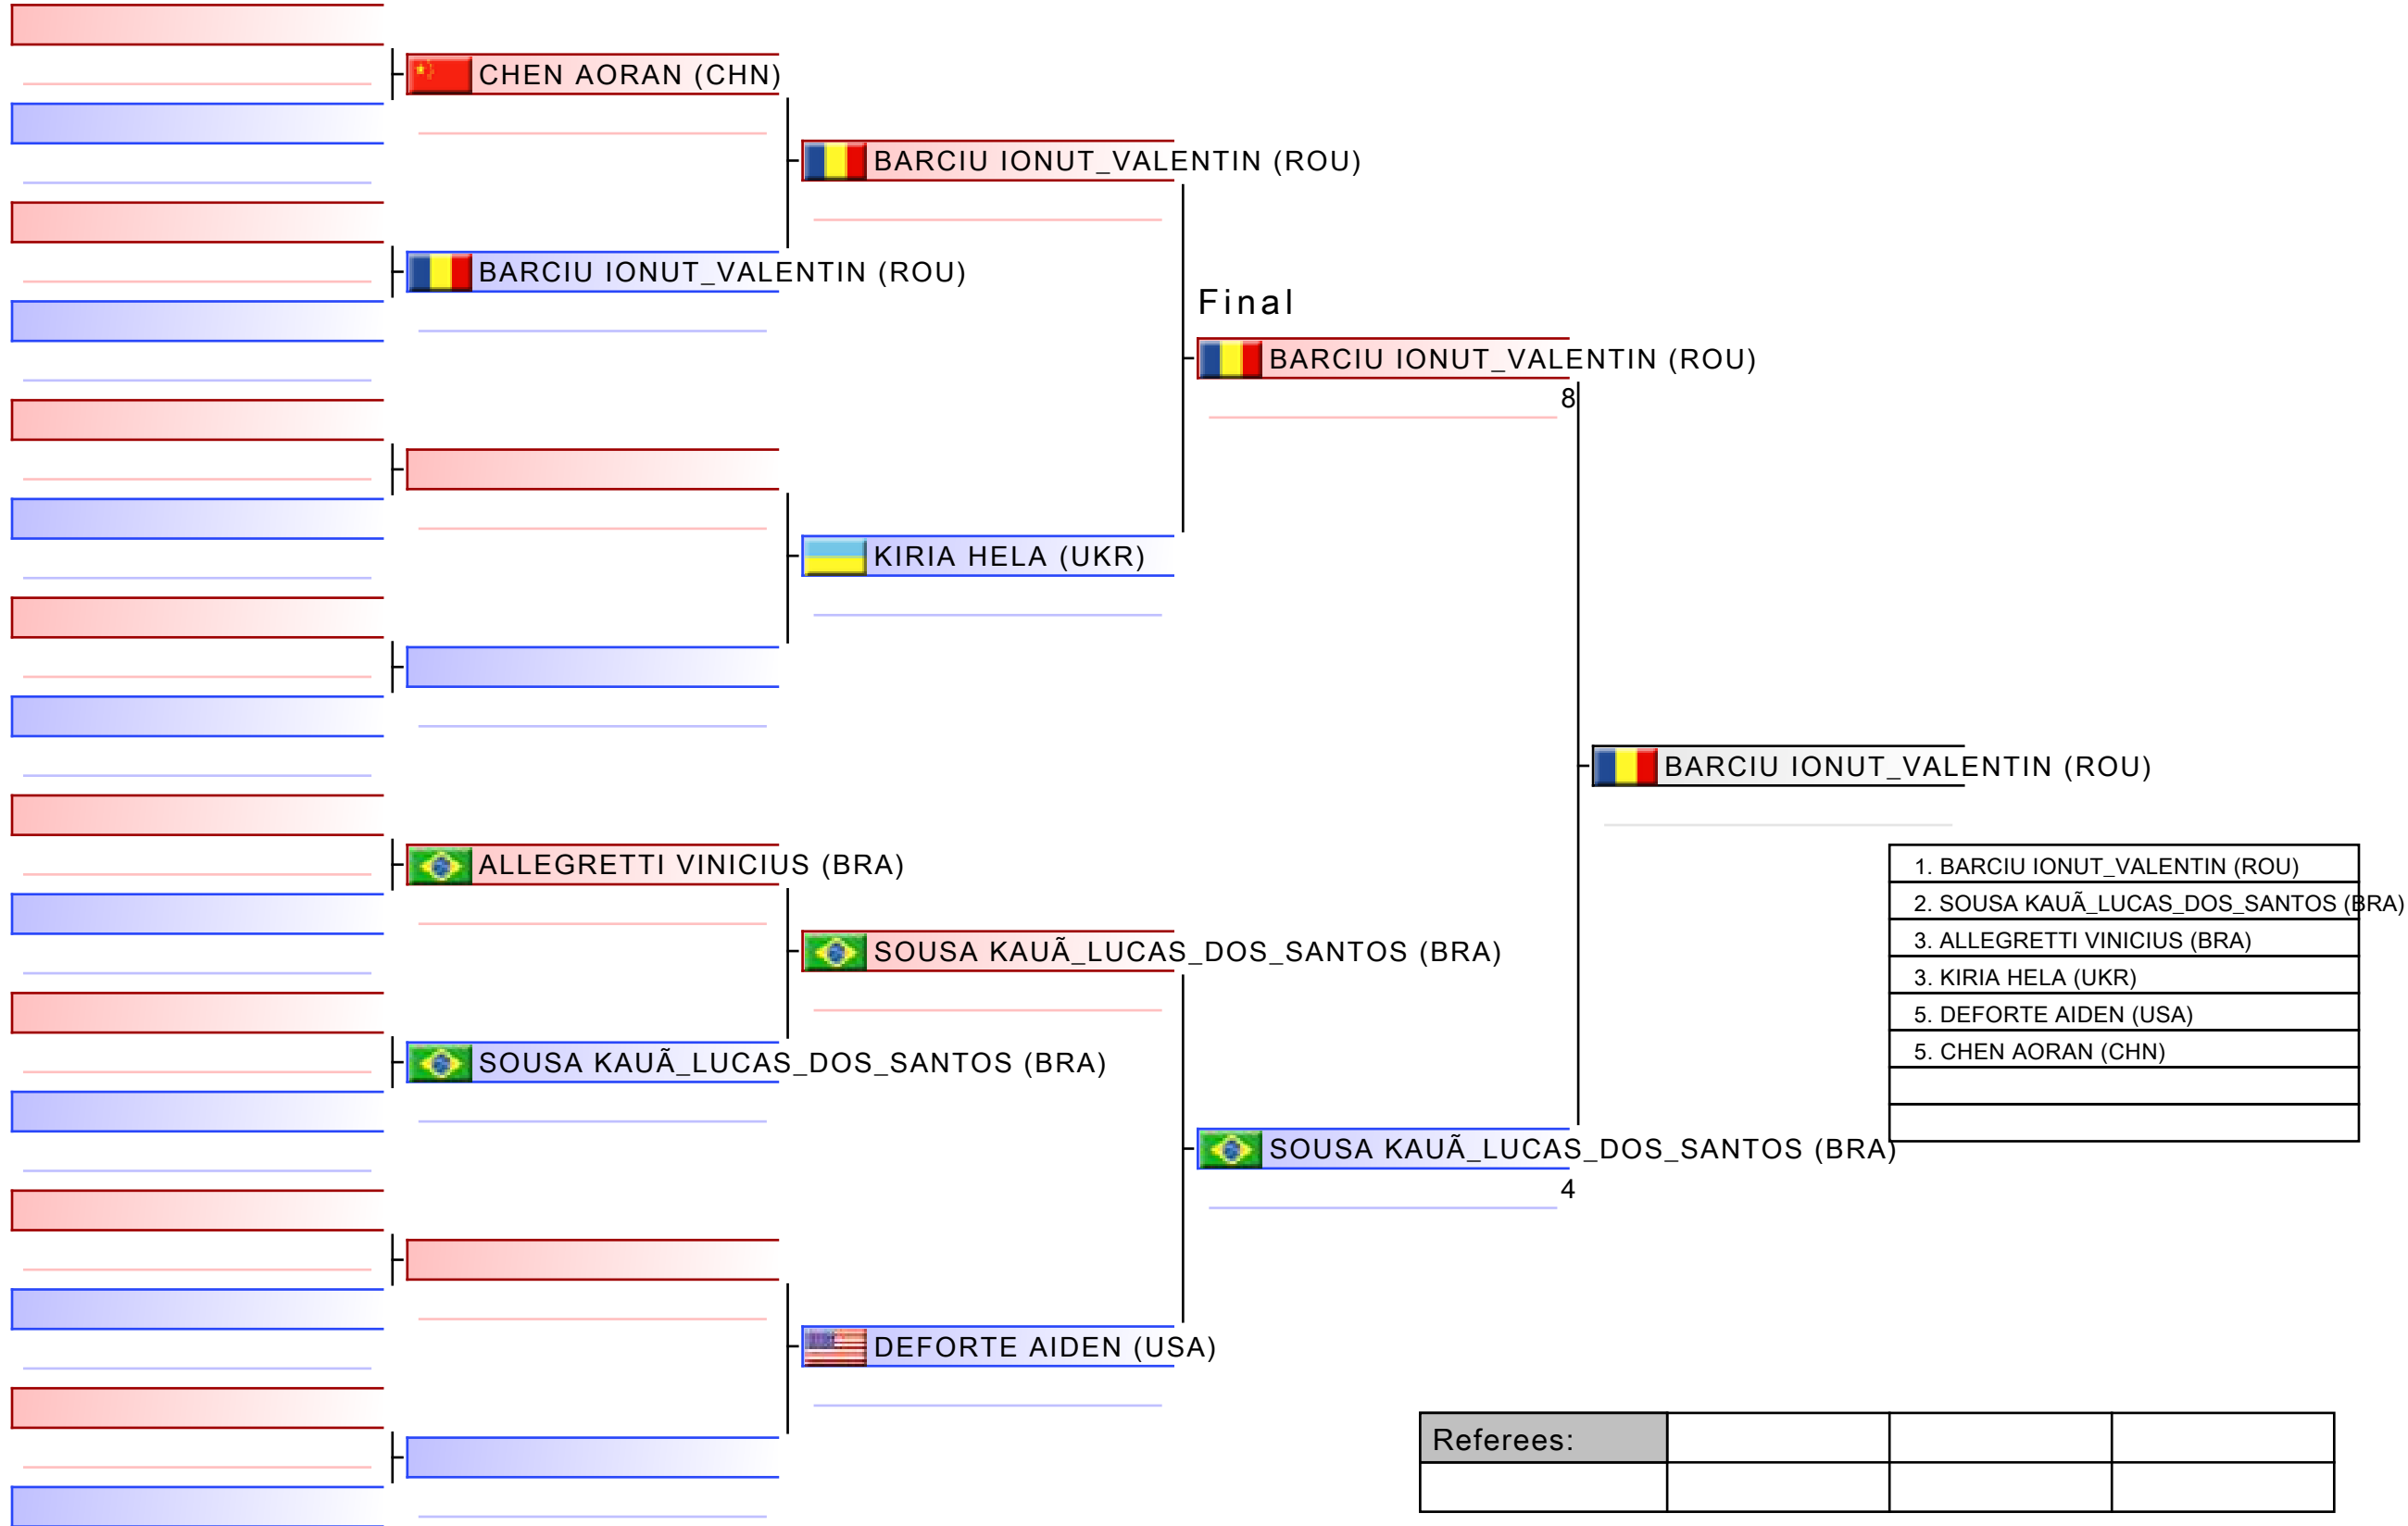 CHEN AORAN (CHN)
BARCIU IONUT_VALENTIN (ROU)
BARCIU IONUT_VALENTIN (ROU)
Final
BARCIU IONUT_VALENTIN (ROU)
8
KIRIA HELA (UKR)
BARCIU IONUT_VALENTIN (ROU)
ALLEGRETTI VINICIUS (BRA)
SOUSA KAUÃ_LUCAS_DOS_SANTOS (BRA)
SOUSA KAUÃ_LUCAS_DOS_SANTOS (BRA)
SOUSA KAUÃ_LUCAS_DOS_SANTOS (BRA)
4
DEFORTE AIDEN (USA)
1. BARCIU IONUT_VALENTIN (ROU)
2. SOUSA KAUÃ_LUCAS_DOS_SANTOS (BRA)
3. ALLEGRETTI VINICIUS (BRA)
3. KIRIA HELA (UKR)
5. DEFORTE AIDEN (USA)
5. CHEN AORAN (CHN)
Referees: